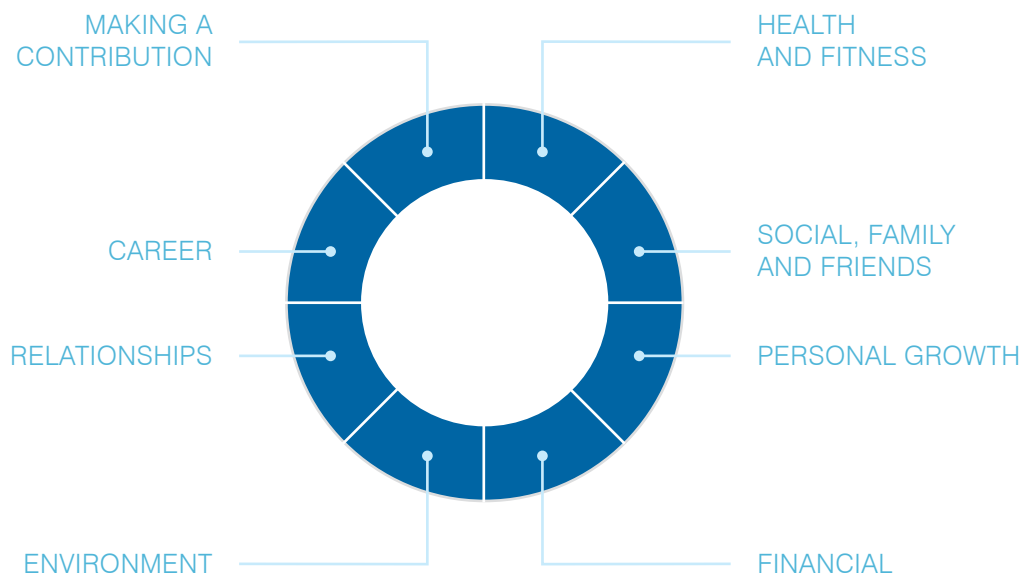 MAKING A
CONTRIBUTION
HEALTH
AND FITNESS
CAREER
SOCIAL, FAMILY
AND FRIENDS
RELATIONSHIPS
PERSONAL GROWTH
ENVIRONMENT
FINANCIAL